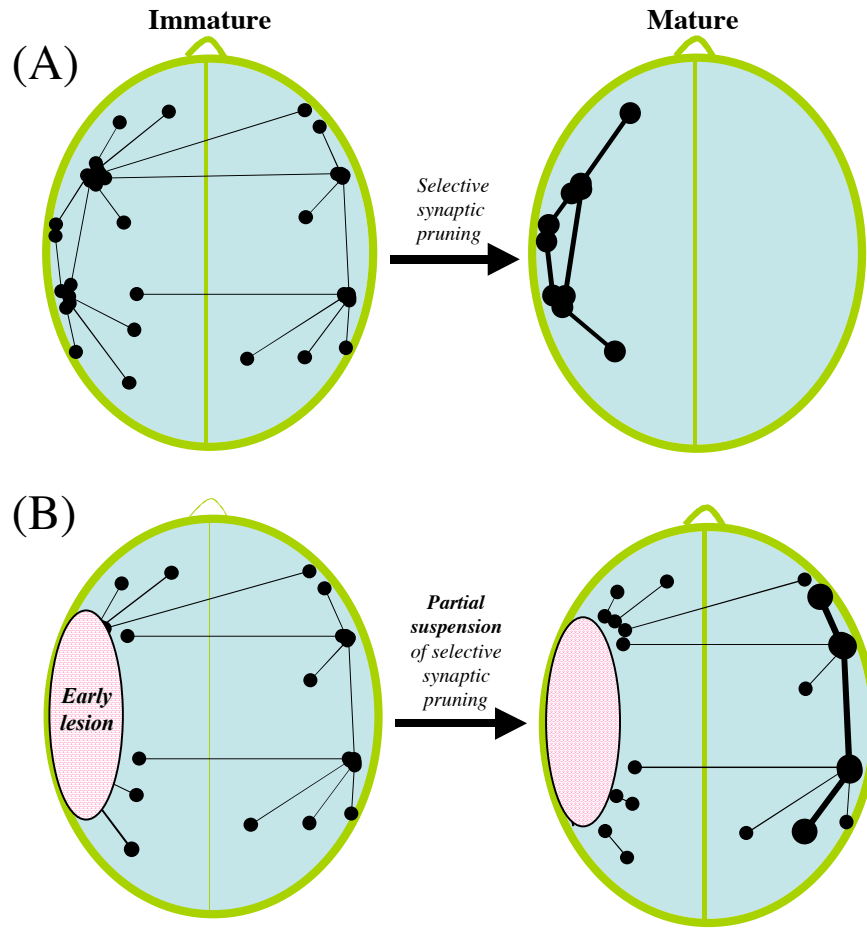 Immature
Mature
(A)
Selective
synaptic
pruning
(B)
Early
lesion
Partial
suspension
of selective
synaptic
pruning